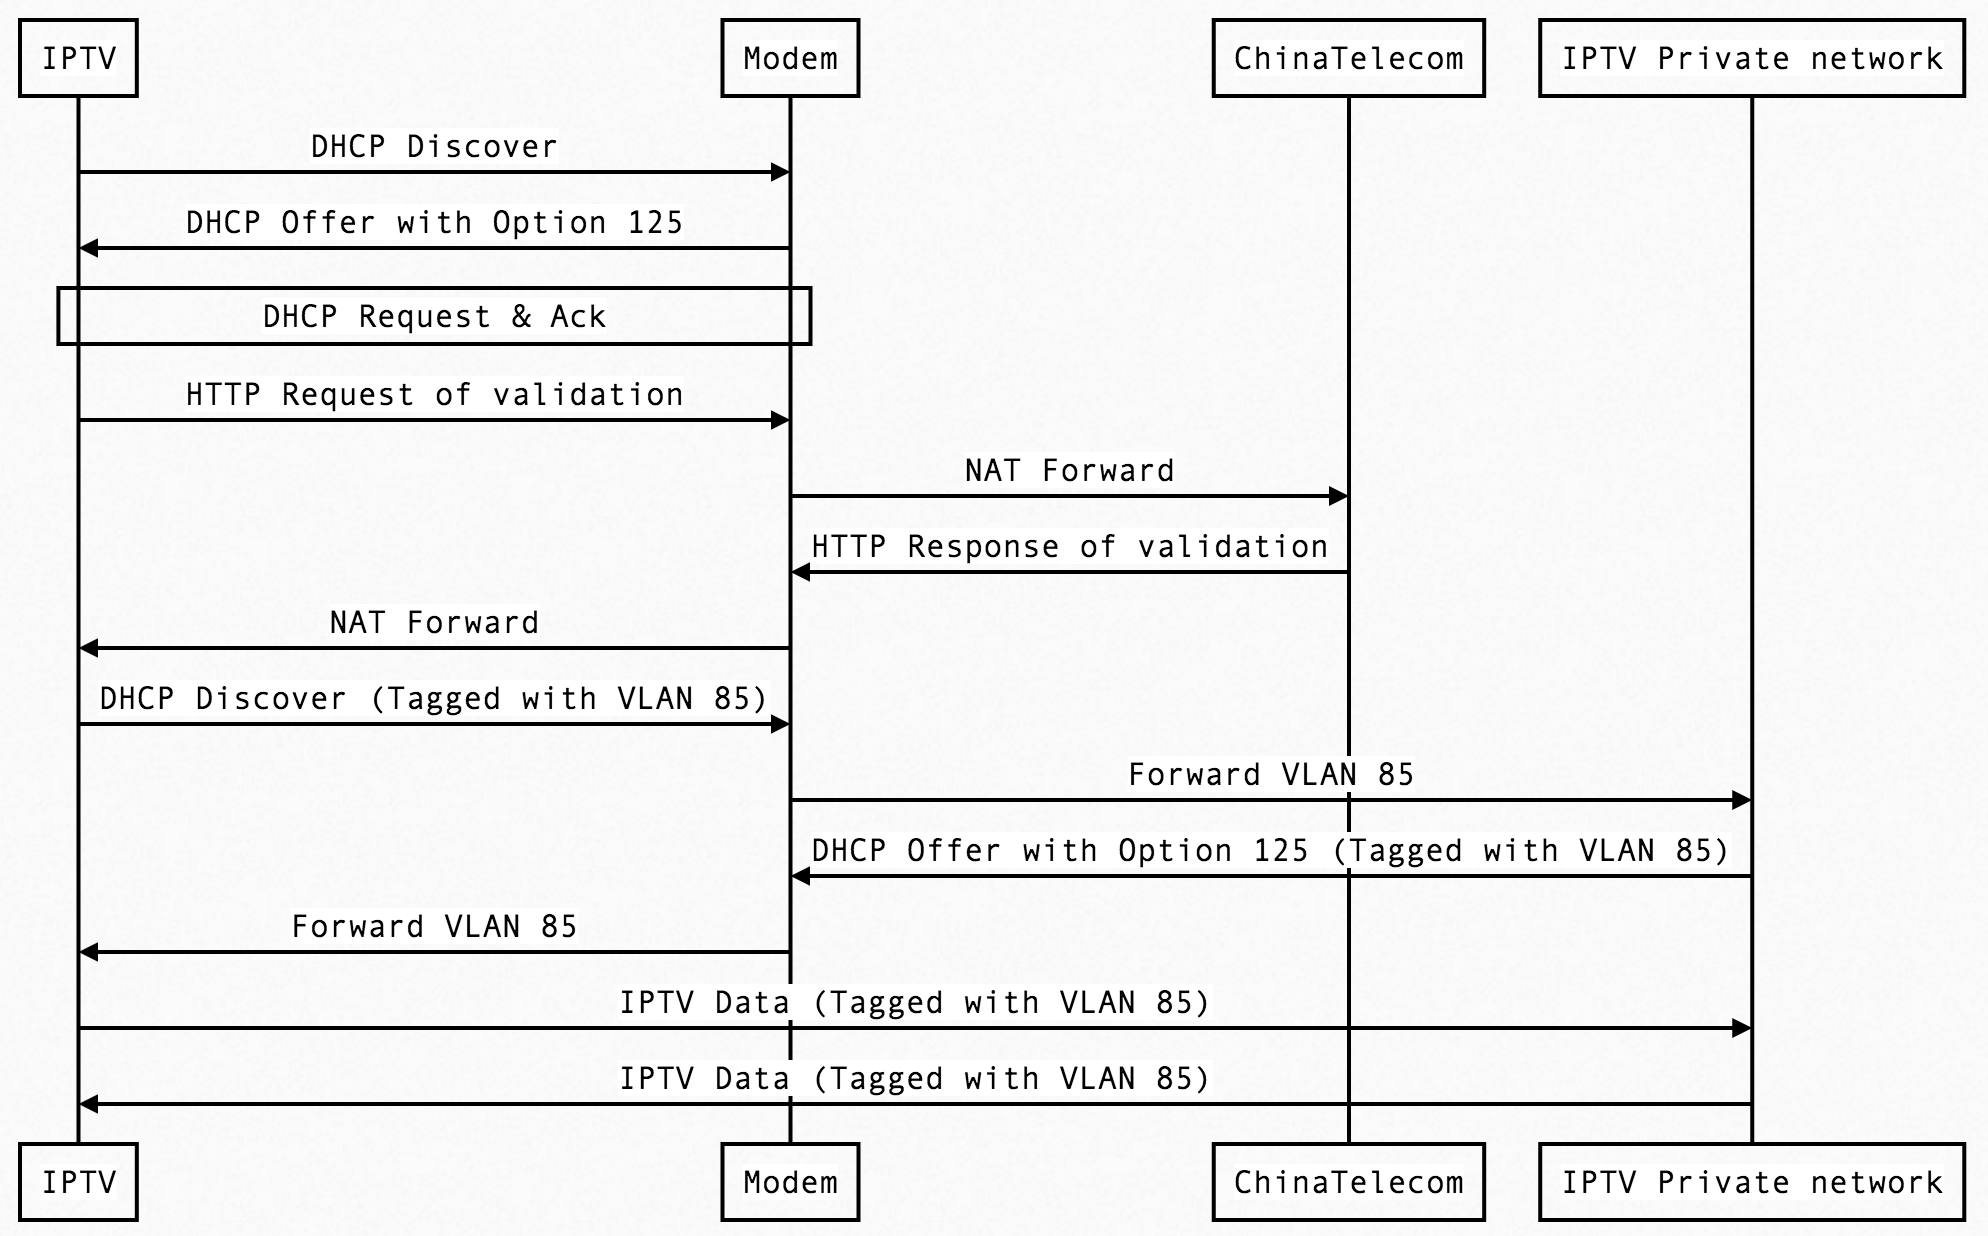 IPTV
Modem
ChinaTelecom
IPTV Private network
DHCP Discover
DHCP Offer with Option 125
DHCP Request & Ack
HTTP Request of validation
NAT Forward
HTTP Response of validation
NAT Forward
DHCP Discover (Tagged with VLAN 85)
Forward VLAN 85
DHCP Offer with Option 125 (Tagged with VLAN 85)
Forward VLAN 85
IPTV Data (Tagged with VLAN 85)
IPTV Data (Tagged with VLAN 85)
IPTV
Modem
ChinaTelecom
IPTV Private network